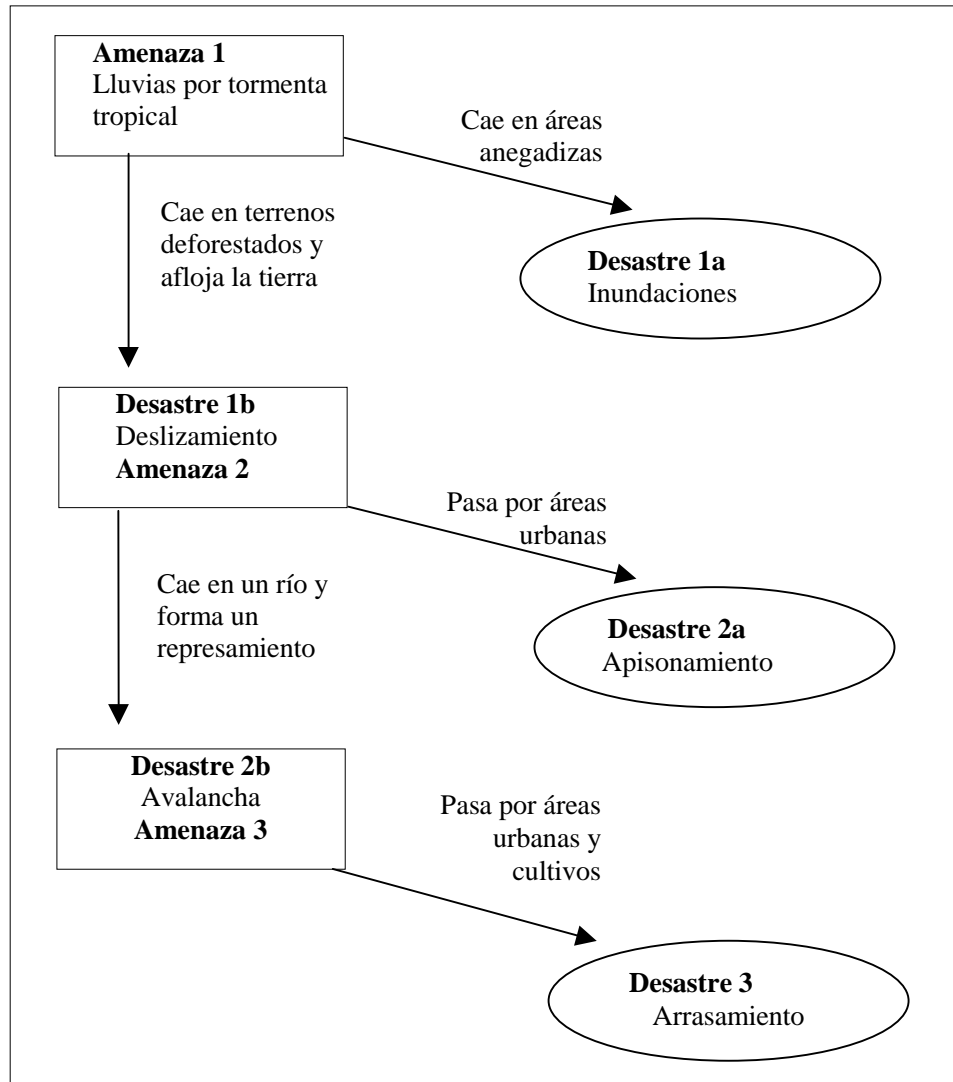 Amenaza 1
Lluvias por tormenta
tropical
Cae en áreas
anegadizas
Cae en terrenos
deforestados y
afloja la tierra
Desastre 1a
Inundaciones
Desastre 1b
Deslizamiento
Amenaza 2
Pasa por áreas
urbanas
Cae en un río y
forma un
represamiento
Desastre 2a
Apisonamiento
Desastre 2b
Avalancha
Amenaza 3
Pasa por áreas
urbanas y
cultivos
Desastre 3
Arrasamiento